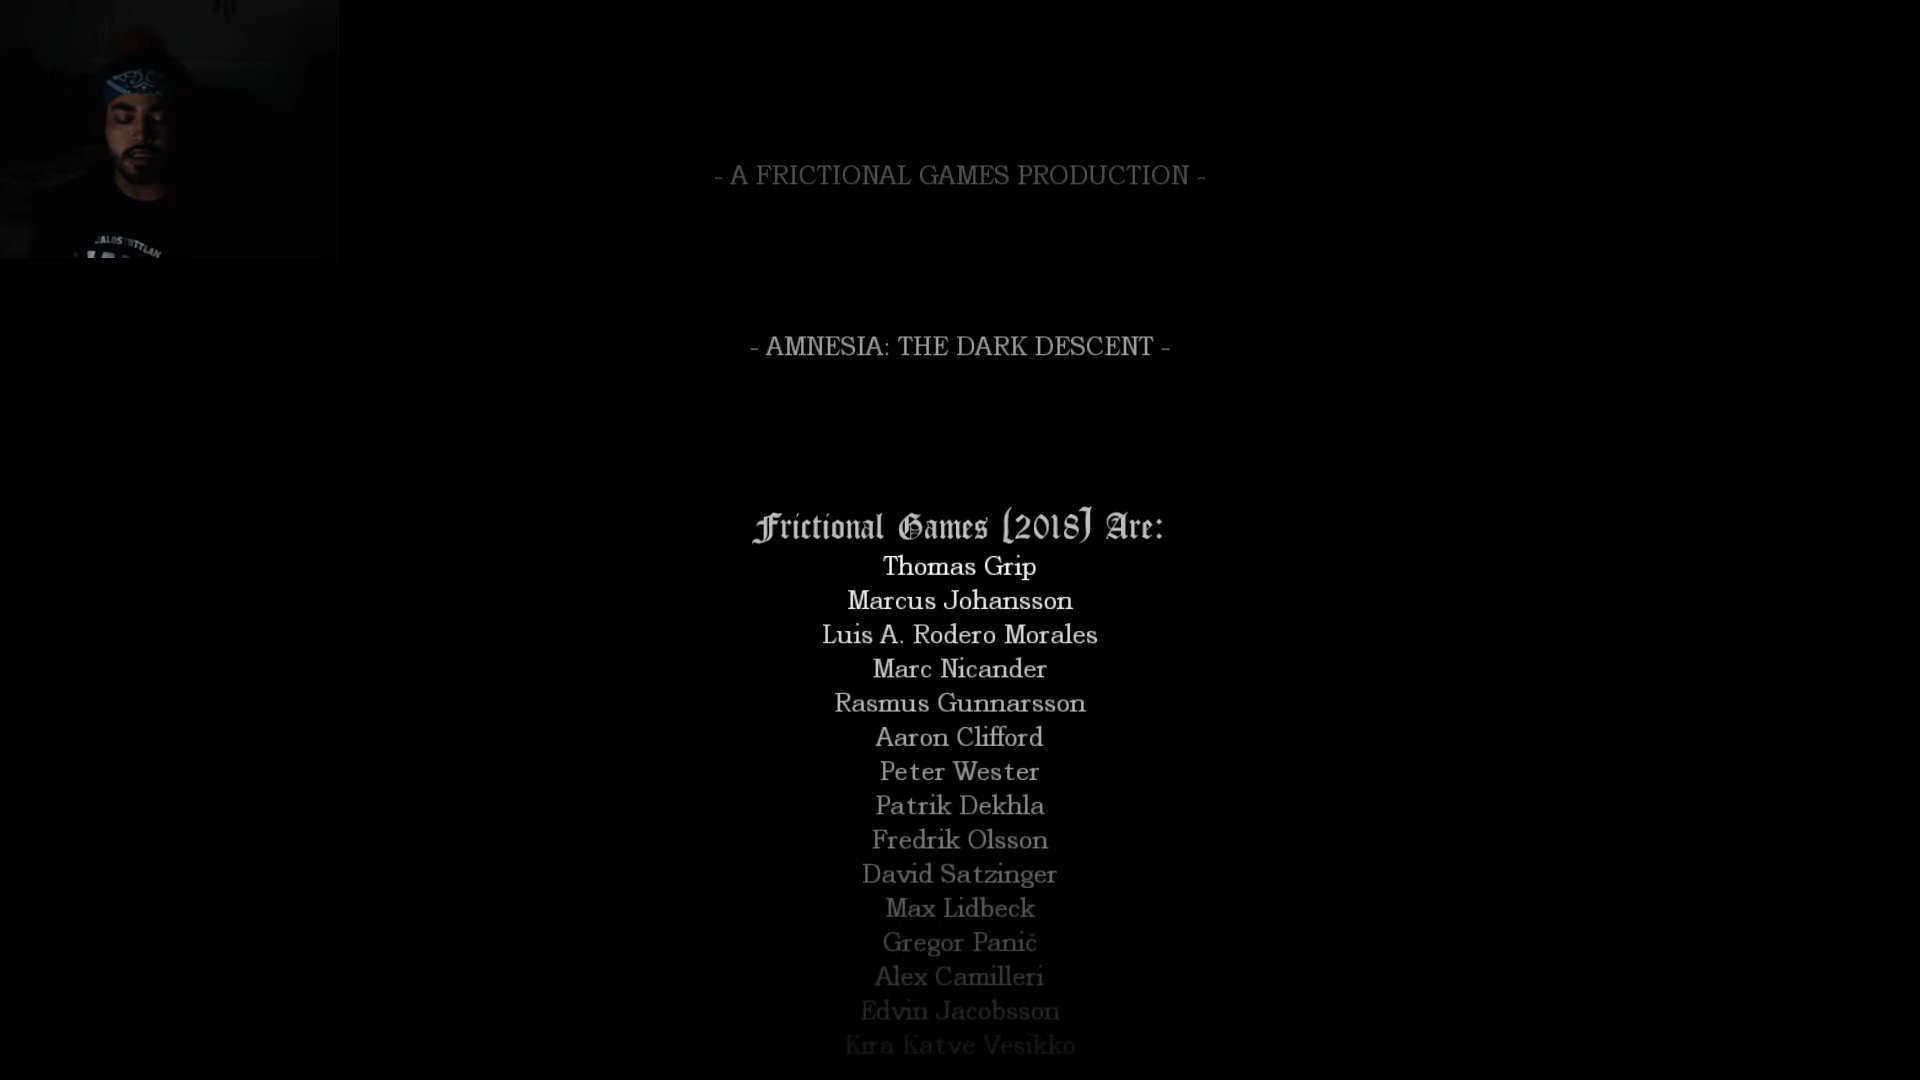 - A FRICTIONAL GAMES PRODUCTION -
- AMNESIA: THE DARK DESCENT -
Frictional Games [2018] Are:
Thomas Grip
Marcus Johansson
Luis A. Rodero Morales
Marc Nicander
Rasmus Gunnarsson
Aaron Clifford
Peter Wester
Patrik Dekhla
Fredrik Olsson
David Satzinger
Max Lidbeck
Gregor Panič
Alex Camilleri
Edvin Jacobsson
Kira Katve Vesikko